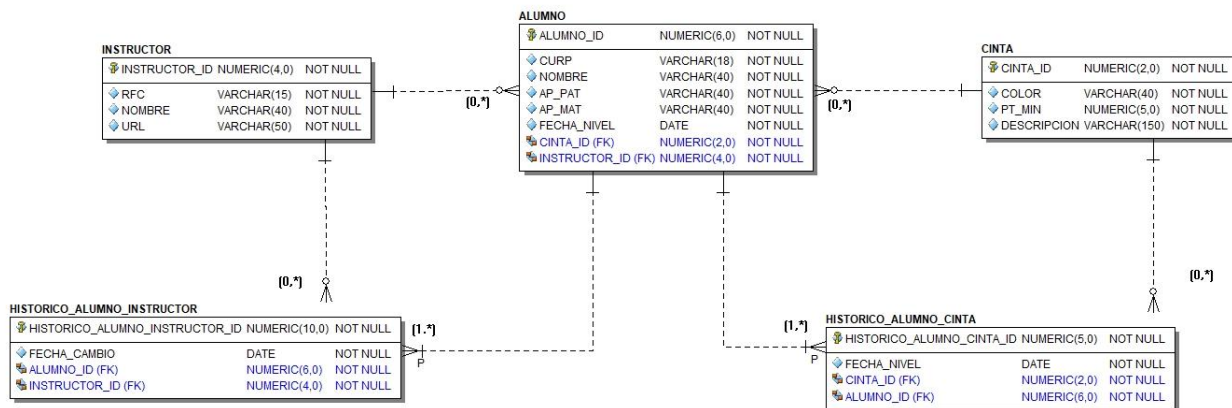 ALUMNO
ALUMNO_ID NUMERIC(6,0) NOT NULL
CURP VARCHAR(18) NOT NULL
NOMBRE VARCHAR(40) NOT NULL
AP_PAT VARCHAR(40) NOT NULL
AP_MAT VARCHAR(40) NOT NULL
FECHA_NIVEL DATE NOT NULL
CINTA_ID (FK) NUMERIC(2,0) NOT NULL
INSTRUCTOR_ID (FK) NUMERIC(4,0) NOT NULL
INSTRUCTOR
INSTRUCTOR_ID NUMERIC(4,0) NOT NULL
RFC VARCHAR(15) NOT NULL
NOMBRE VARCHAR(40) NOT NULL
URL VARCHAR(50) NOT NULL
(0,*)
(0,*)
CINTA
CINTA_ID NUMERIC(2,0) NOT NULL
COLOR VARCHAR(40) NOT NULL
PT_MIN NUMERIC(5,0) NOT NULL
DESCRIPCION VARCHAR(150) NOT NULL
(0,*)
(0,*)
HISTORICO_ALUMNO_INSTRUCTOR
HISTORICO_ALUMNO_INSTRUCTOR_ID NUMERIC(10,0) NOT NULL
FECHA_CAMBIO DATE NOT NULL
ALUMNO_ID (FK) NUMERIC(6,0) NOT NULL
INSTRUCTOR_ID (FK) NUMERIC(4,0) NOT NULL
(1,*)
P
(1,*)
P
HISTORICO_ALUMNO_CINTA
HISTORICO_ALUMNO_CINTA_ID NUMERIC(5,0) NOT NULL
FECHA_NIVEL DATE NOT NULL
CINTA_ID (FK) NUMERIC(2,0) NOT NULL
ALUMNO_ID (FK) NUMERIC(6,0) NOT NULL